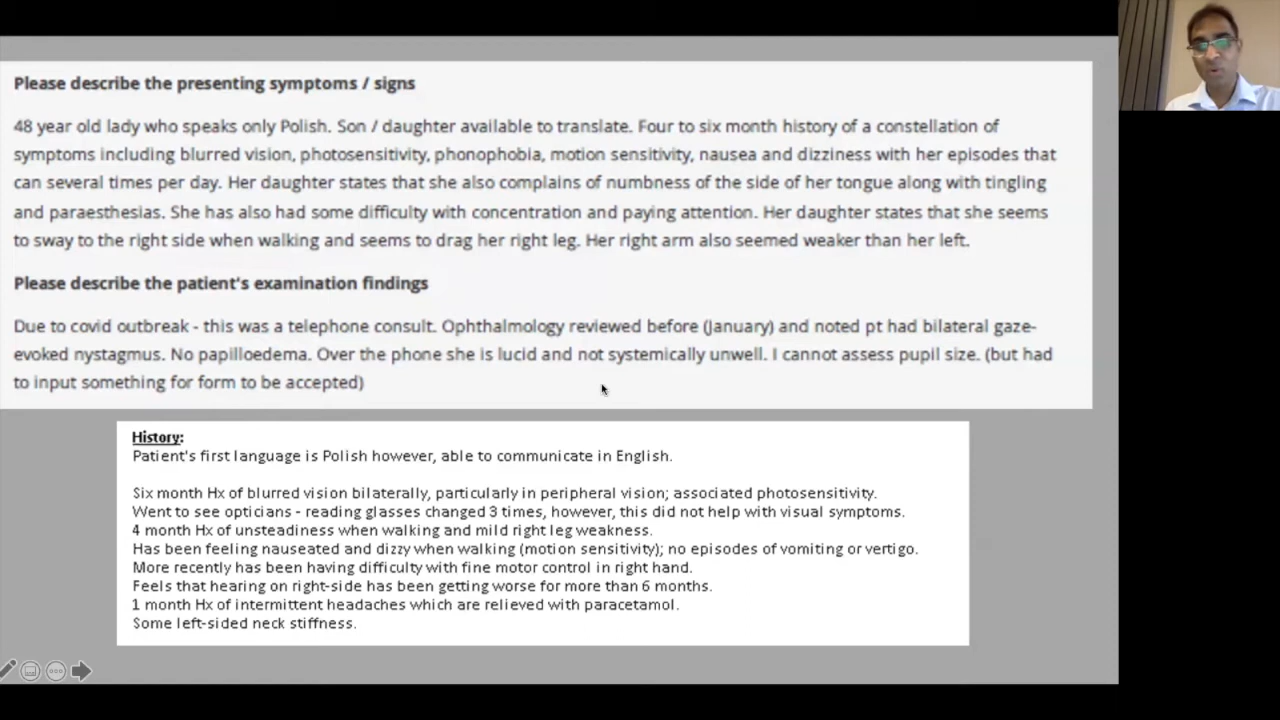 Please describe the presenting symptoms / signs
48 year old lady who speaks only Polish. Son / daughter available to translate. Four to six month history of a constellation of
symptoms including blurred vision, photosensitivity, phonophobia, motion sensitivity, nausea and dizziness with her episodes that
can several times per day. Her daughter states that she also complains of numbness of the side of her tongue along with tingling
and paraesthesias. She has also had some difficulty with concentration and paying attention. Her daughter states that she seems
to sway to the right side when walking and seems to drag her right leg. Her right arm also seemed weaker than her left.
Please describe the patient's examination findings
Due to covid outbreak - this was a telephone consult. Ophthalmology reviewed before (January) and noted pt had bilateral gaze-
evoked nystagmus. No papilloedema. Over the phone she is lucid and not systemically unwell. I cannot assess pupil size. (but had
to input something for form to be accepted)
History:
Patient's first language is Polish however, able to communicate in English.
Six month Hx of blurred vision bilaterally, particularly in peripheral vision; associated photosensitivity.
Went to see opticians - reading glasses changed 3 times, however, this did not help with visual symptoms.
4 month Hx of unsteadiness when walking and mild right leg weakness.
Has been feeling nauseated and dizzy when walking (motion sensitivity); no episodes of vomiting or vertigo.
More recently has been having difficulty with fine motor control in right hand.
Feels that hearing on right-side has been getting worse for more than 6 months.
1 month Hx of intermittent headaches which are relieved with paracetamol.
Some left-sided neck stiffness.